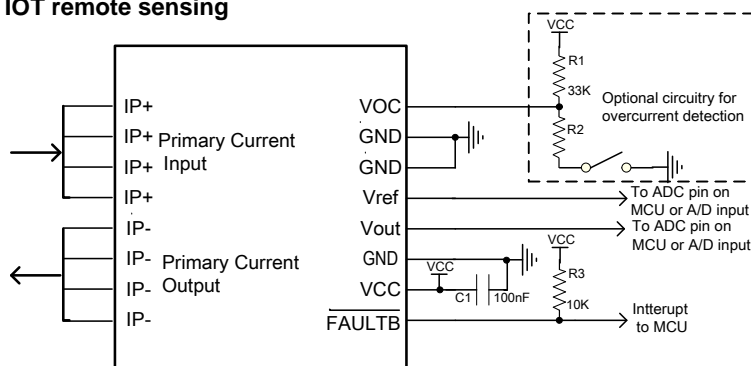 IOT remote sensing
VCC
R1
33K
Optional circuitry for
overcurrent detection
R2
IP+
IP+
IP+
IP+
Primary Current
Input
IP-
IP-
IP-
IP-
Primary Current
Output
VOC
GND
GND
Vref
Vout
GND
VCC
FAULTB
To ADC pin on
MCU or A/D input
To ADC pin on
MCU or A/D input
VCC
C1
100nF
VCC
R3
10K
Intterupt
to MCU